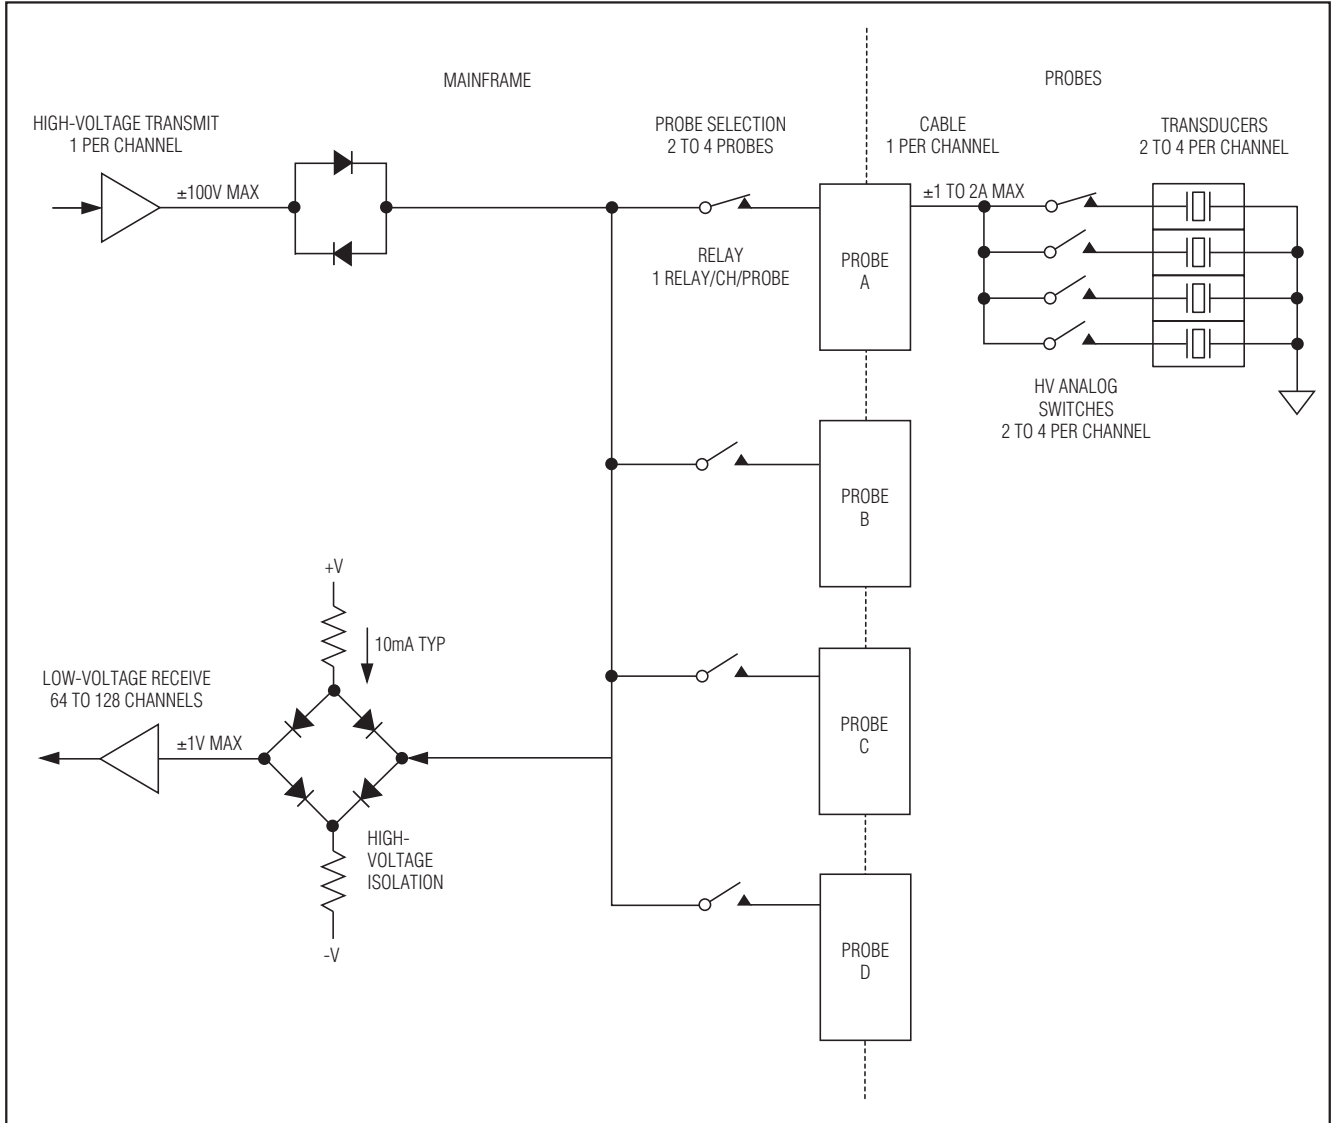 MAINFRAME
PROBES
HIGH-VOLTAGE TRANSMIT
1 PER CHANNEL
±100V MAX
PROBE SELECTION
2 TO 4 PROBES
RELAY
1 RELAY/CH/PROBE
CABLE
1 PER CHANNEL
±1 TO 2A MAX
TRANSDUCERS
2 TO 4 PER CHANNEL
PROBE
A
HV ANALOG
SWITCHES
2 TO 4 PER CHANNEL
PROBE
B
+V
10mA TYP
LOW-VOLTAGE RECEIVE
64 TO 128 CHANNELS
±1V MAX
HIGH-
VOLTAGE
ISOLATION
-V
PROBE
C
PROBE
D